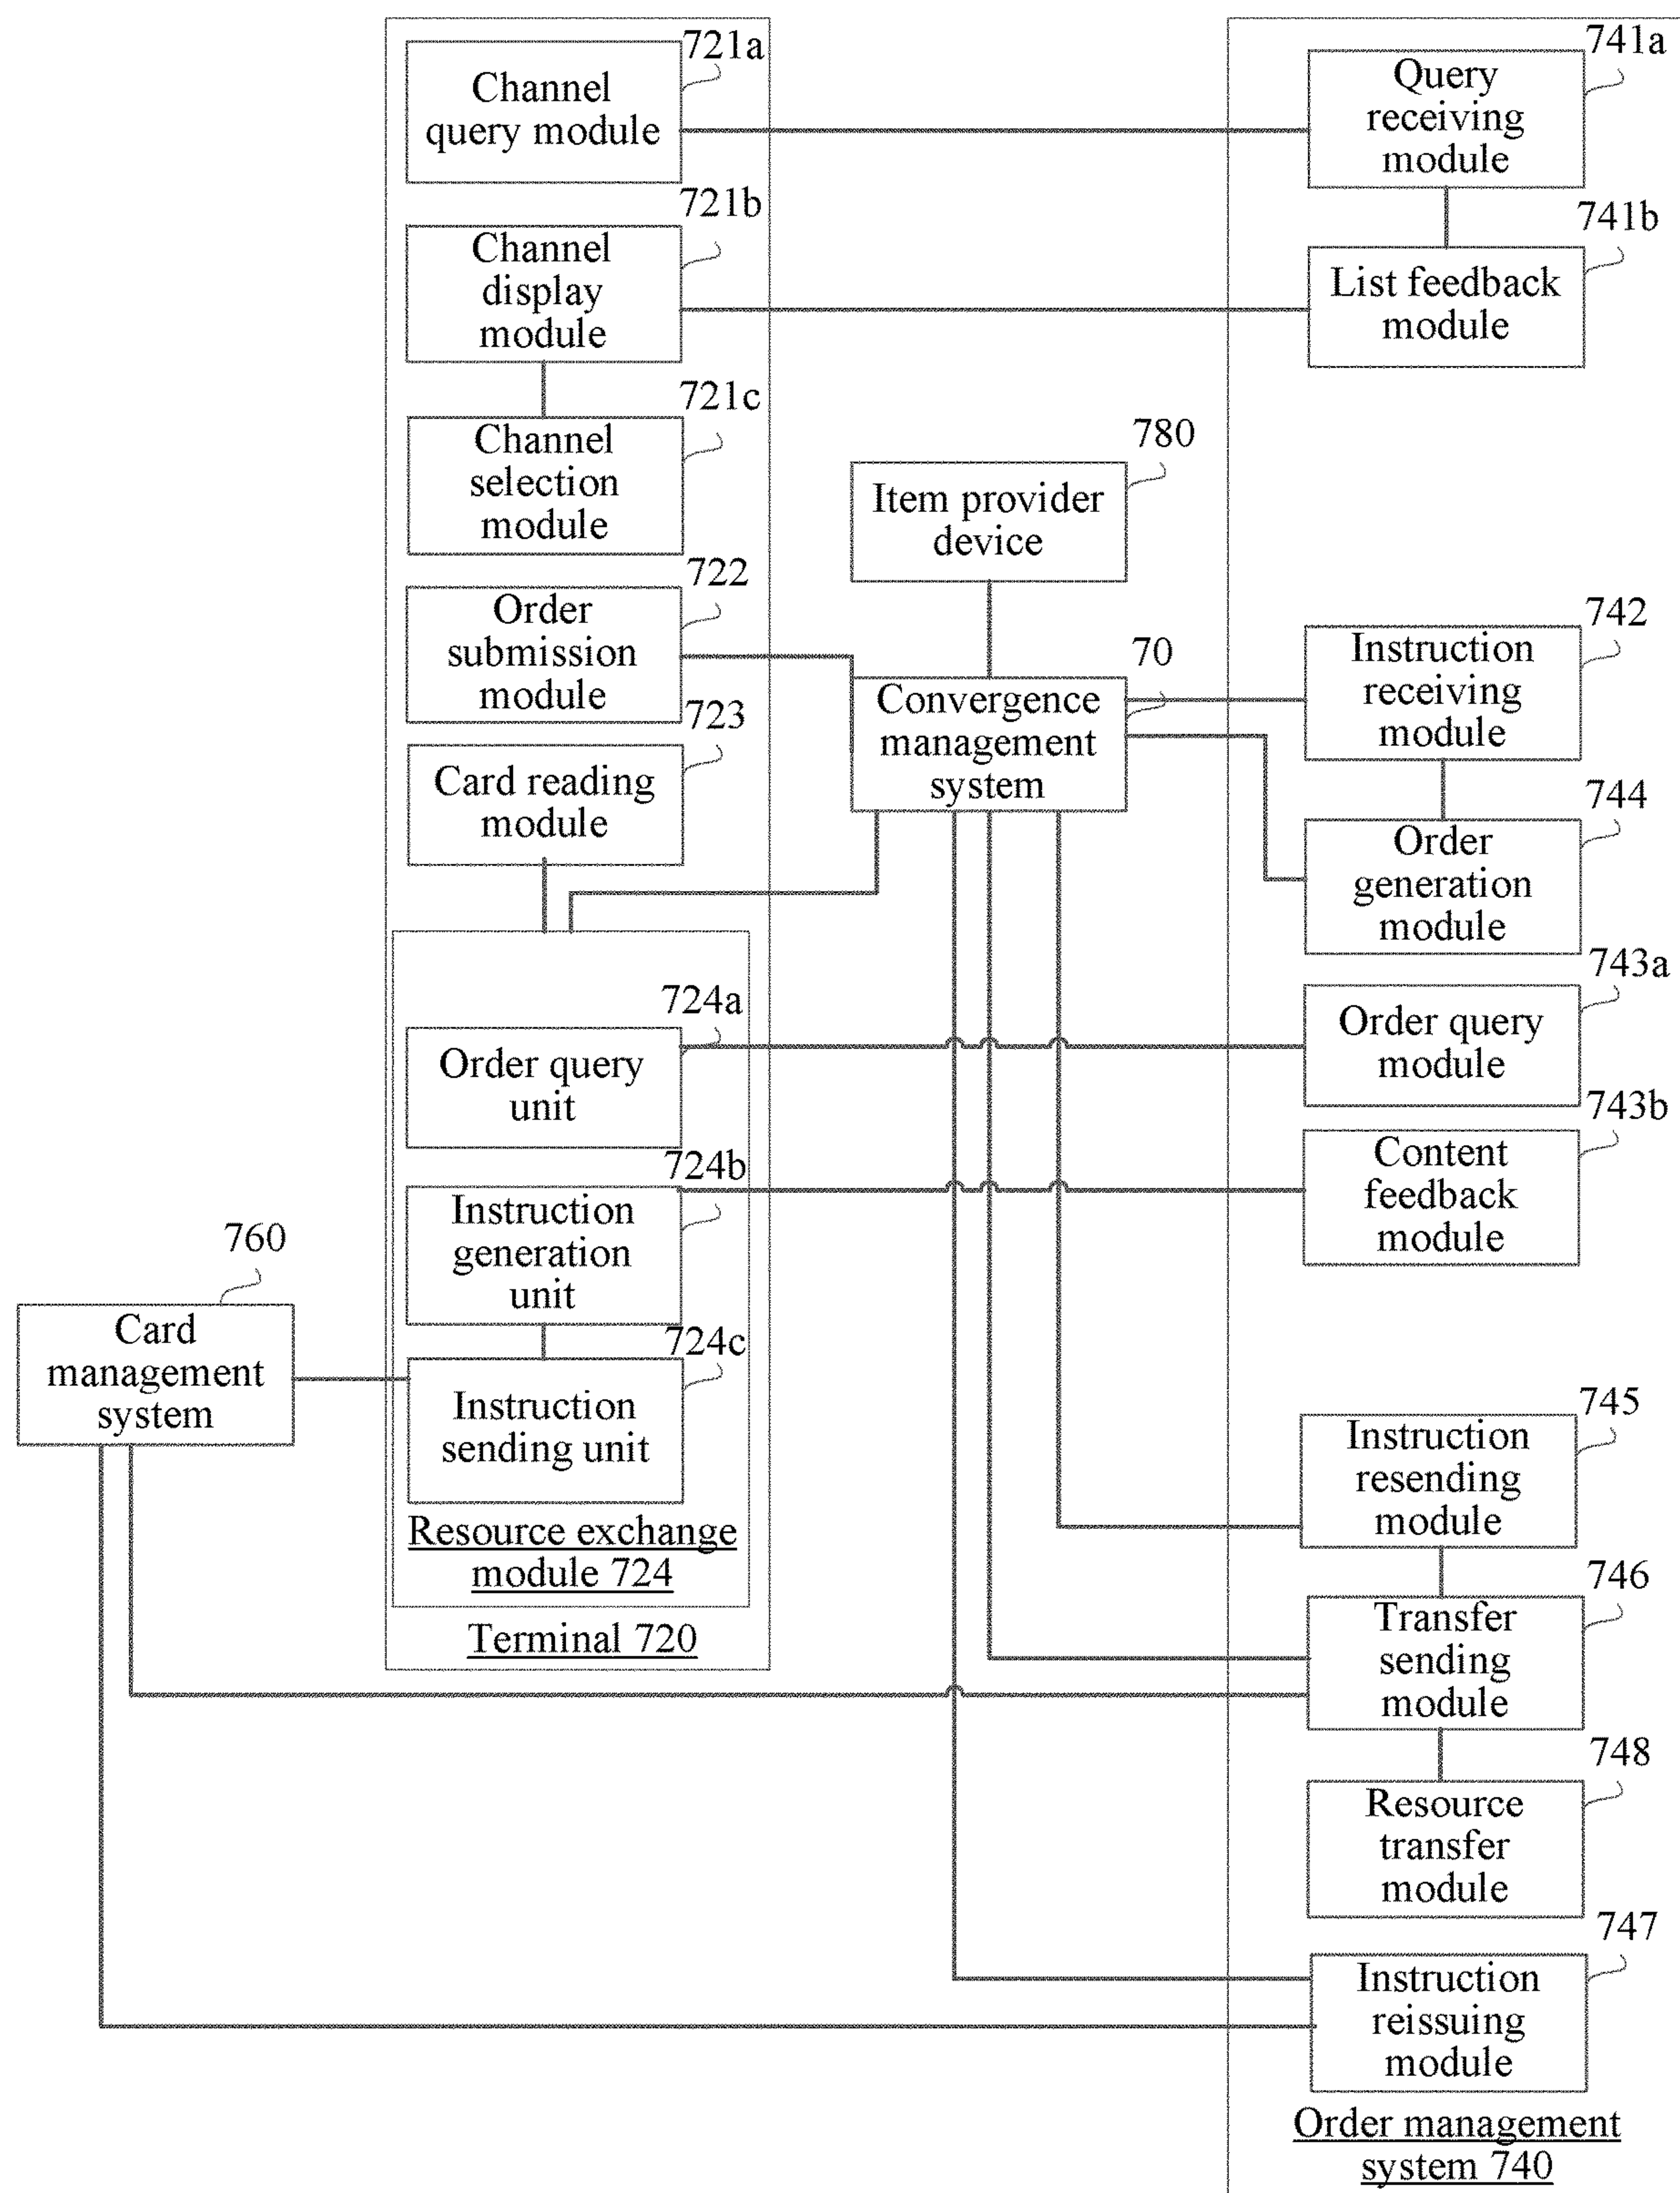 721a
Channel
query module
721b
Channel
display
module
721c
Channel
selection
module
722
Order
submission
module
723
Card reading
module
724a
Order query
unit
724b
Instruction
generation
unit
724c
Instruction
sending unit
Resource exchange
module 724
Terminal 720
760
Card
management
system
780
Item provider
device
70
Convergence
management
system
741a
Query
receiving
module
741b
List feedback
module
742
Instruction
receiving
module
744
Order
generation
module
743a
Order query
module
743b
Content
feedback
module
745
Instruction
resending
module
746
Transfer
sending
module
748
Resource
transfer
module
747
Instruction
reissuing
module
Order management
system 740